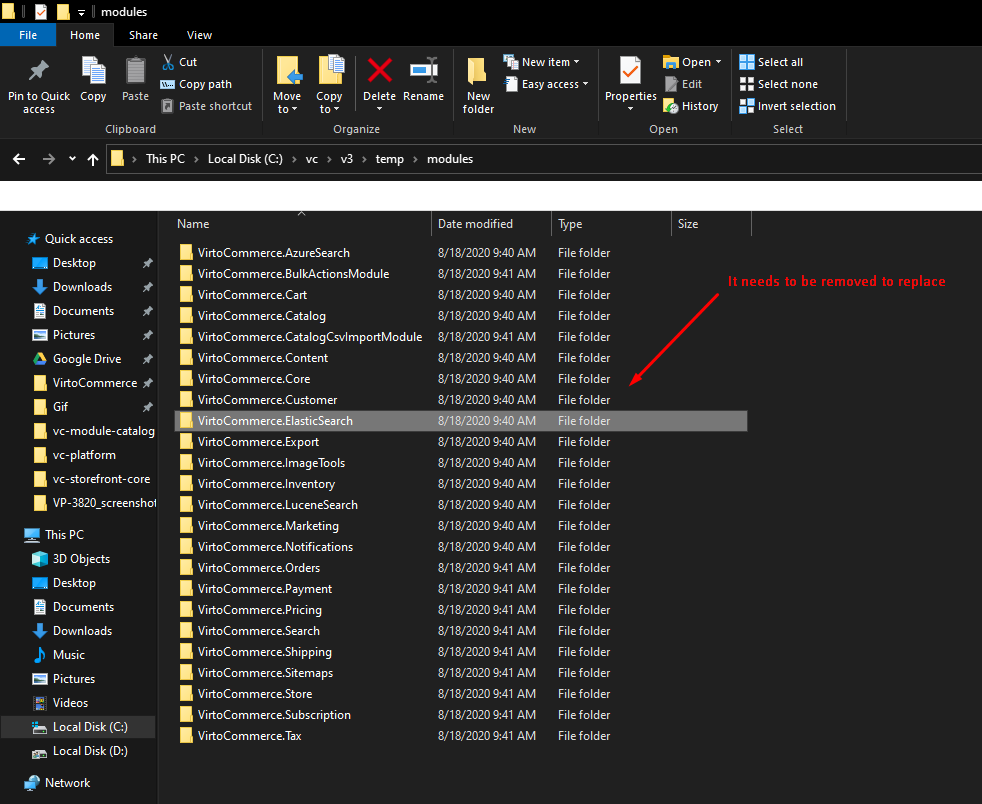 modules
File Home Share View
Pin to Quick access
Copy
Paste
Cut
Copy path
Paste shortcut
Clipboard
Move to
Copy to
Delete
Rename
Organize
New folder
New item
Easy access
New
Properties
Open
Edit
History
Open
Select all
Select none
Invert selection
Select
This PC > Local Disk (C:) > vc > v3 > temp > modules
Name Date modified Type Size
Quick access
Desktop
Downloads
Documents
Pictures
Google Drive
VirtoCommerce
Gif
vc-module-catalog
vc-platform
vc-storefront-core
VP-3820_screenshot
This PC
3D Objects
Desktop
Documents
Downloads
Music
Pictures
Videos
Local Disk (C:)
Local Disk (D:)
Network
VirtoCommerce.AzureSearch 8/18/2020 9:40 AM File folder
VirtoCommerce.BulkActionsModule 8/18/2020 9:41 AM File folder
VirtoCommerce.Cart 8/18/2020 9:40 AM File folder
VirtoCommerce.Catalog 8/18/2020 9:40 AM File folder
VirtoCommerce.CatalogCsvImportModule 8/18/2020 9:41 AM File folder
VirtoCommerce.Content 8/18/2020 9:40 AM File folder
VirtoCommerce.Core 8/18/2020 9:40 AM File folder
VirtoCommerce.Customer 8/18/2020 9:40 AM File folder
VirtoCommerce.ElasticSearch 8/18/2020 9:40 AM File folder
VirtoCommerce.Export 8/18/2020 9:40 AM File folder
VirtoCommerce.ImageTools 8/18/2020 9:40 AM File folder
VirtoCommerce.Inventory 8/18/2020 9:40 AM File folder
VirtoCommerce.LuceneSearch 8/18/2020 9:40 AM File folder
VirtoCommerce.Marketing 8/18/2020 9:40 AM File folder
VirtoCommerce.Notifications 8/18/2020 9:40 AM File folder
VirtoCommerce.Orders 8/18/2020 9:41 AM File folder
VirtoCommerce.Payment 8/18/2020 9:41 AM File folder
VirtoCommerce.Pricing 8/18/2020 9:41 AM File folder
VirtoCommerce.Search 8/18/2020 9:41 AM File folder
VirtoCommerce.Shipping 8/18/2020 9:41 AM File folder
VirtoCommerce.Sitemaps 8/18/2020 9:41 AM File folder
VirtoCommerce.Store 8/18/2020 9:41 AM File folder
VirtoCommerce.Subscription 8/18/2020 9:41 AM File folder
VirtoCommerce.Tax 8/18/2020 9:41 AM File folder
It needs to be removed to replace